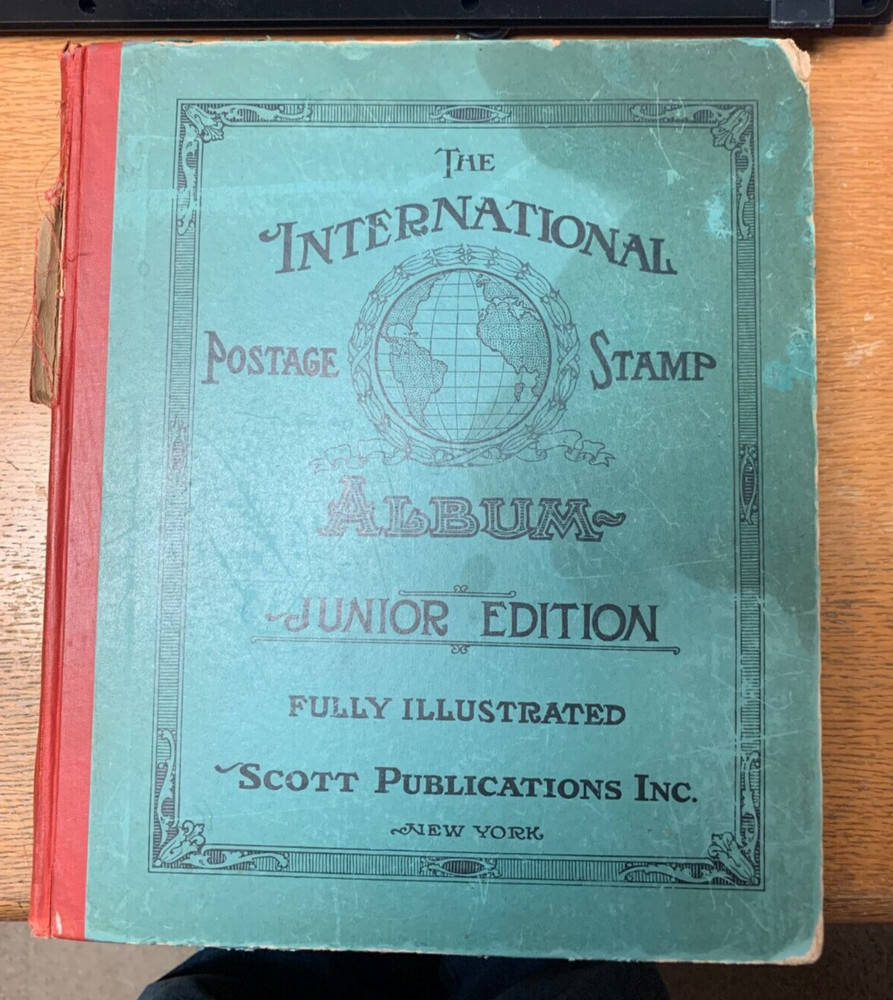 THE
INTERNATIONAL
POSTAGE STAMP
ALBUM
JUNIOR EDITION
FULLY ILLUSTRATED
SCOTT PUBLICATIONS INC.
NEW YORK